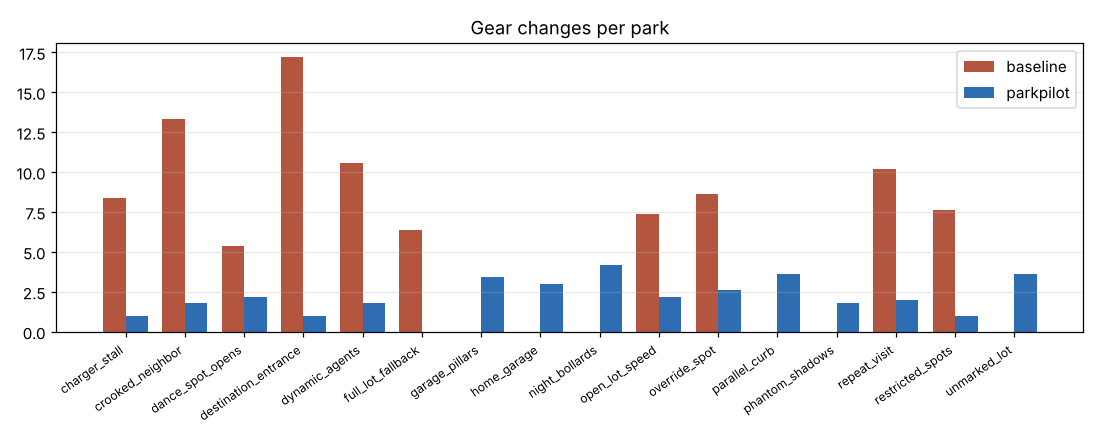 Gear changes per park
17.5
15.0
12.5
10.0
7.5
5.0
2.5
0.0
baseline
parkpilot
charger_stall
crooked_neighbor
dance_spot_opens
destination_entrance
dynamic_agents
full_lot_fallback
garage_pillars
home_garage
night_bollards
open_lot_speed
override_spot
parallel_curb
phantom_shadows
repeat_visit
restricted_spots
unmarked_lot